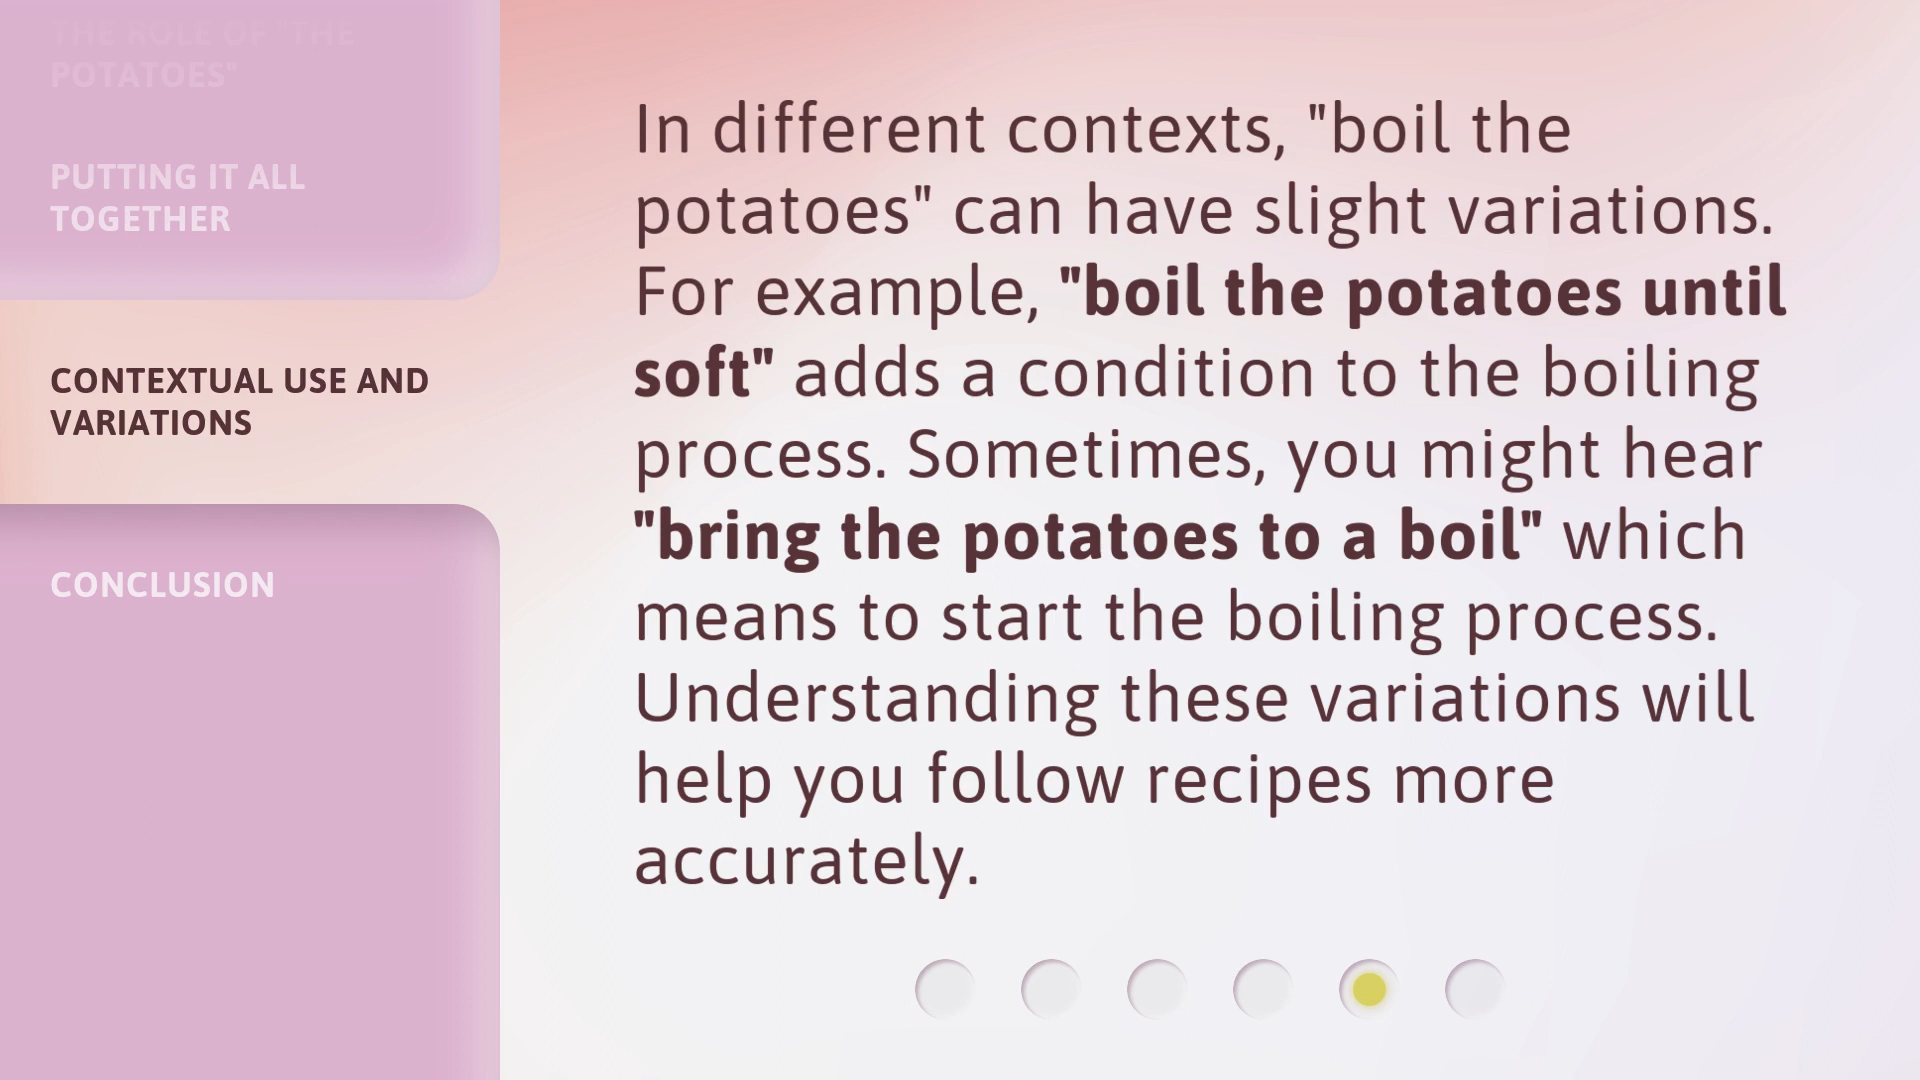 THE ROLE OF "THE
POTATOES"
PUTTING IT ALL
TOGETHER
CONTEXTUAL USE AND
VARIATIONS
CONCLUSION
In different contexts, "boil the
potatoes" can have slight variations.
For example, "boil the potatoes until
soft" adds a condition to the boiling
process. Sometimes, you might hear
"bring the potatoes to a boil" which
means to start the boiling process.
Understanding these variations will
help you follow recipes more
accurately.